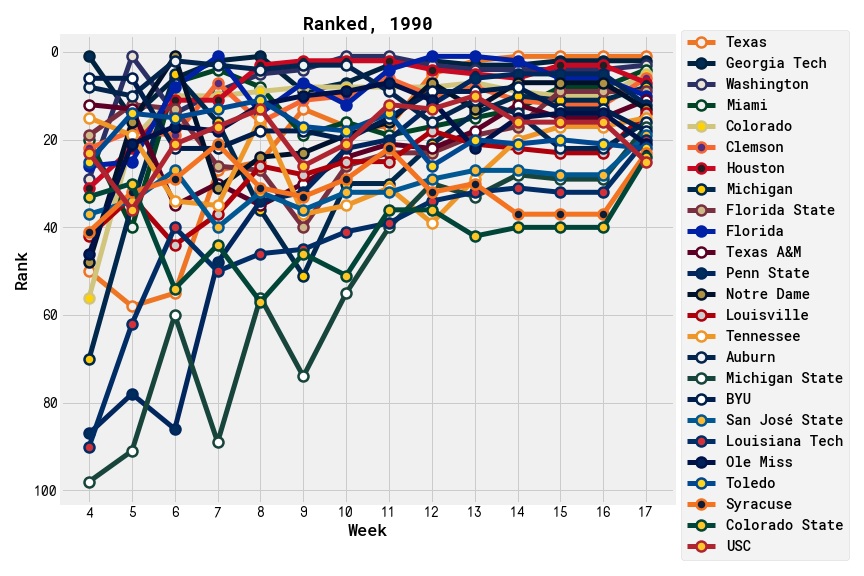 Ranked, 1990
0
20
40
60
80
100
Rank
4 5 6 7 8 9 10 11 12 13 14 15 16 17
Week
Texas
Georgia Tech
Washington
Miami
Colorado
Clemson
Houston
Michigan
Florida State
Florida
Texas A&M
Penn State
Notre Dame
Louisville
Tennessee
Auburn
Michigan State
BYU
San José State
Louisiana Tech
Ole Miss
Toledo
Syracuse
Colorado State
USC